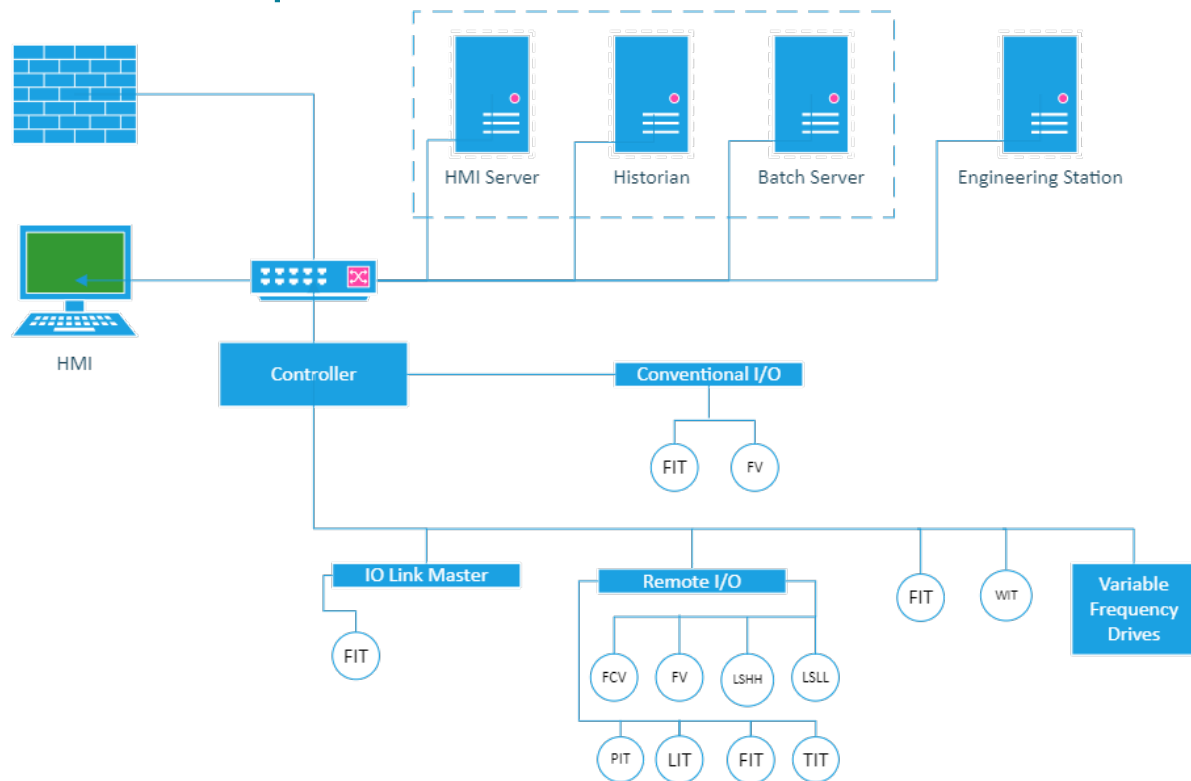 HMI Server
Historian
Batch Server
Engineering Station
HMI
Controller
Conventional I/O
FIT
FV
IO Link Master
Remote I/O
FIT
WIT
Variable
Frequency
Drives
FIT
FCV
FV
LSHH
LSLL
PIT
LIT
FIT
TIT